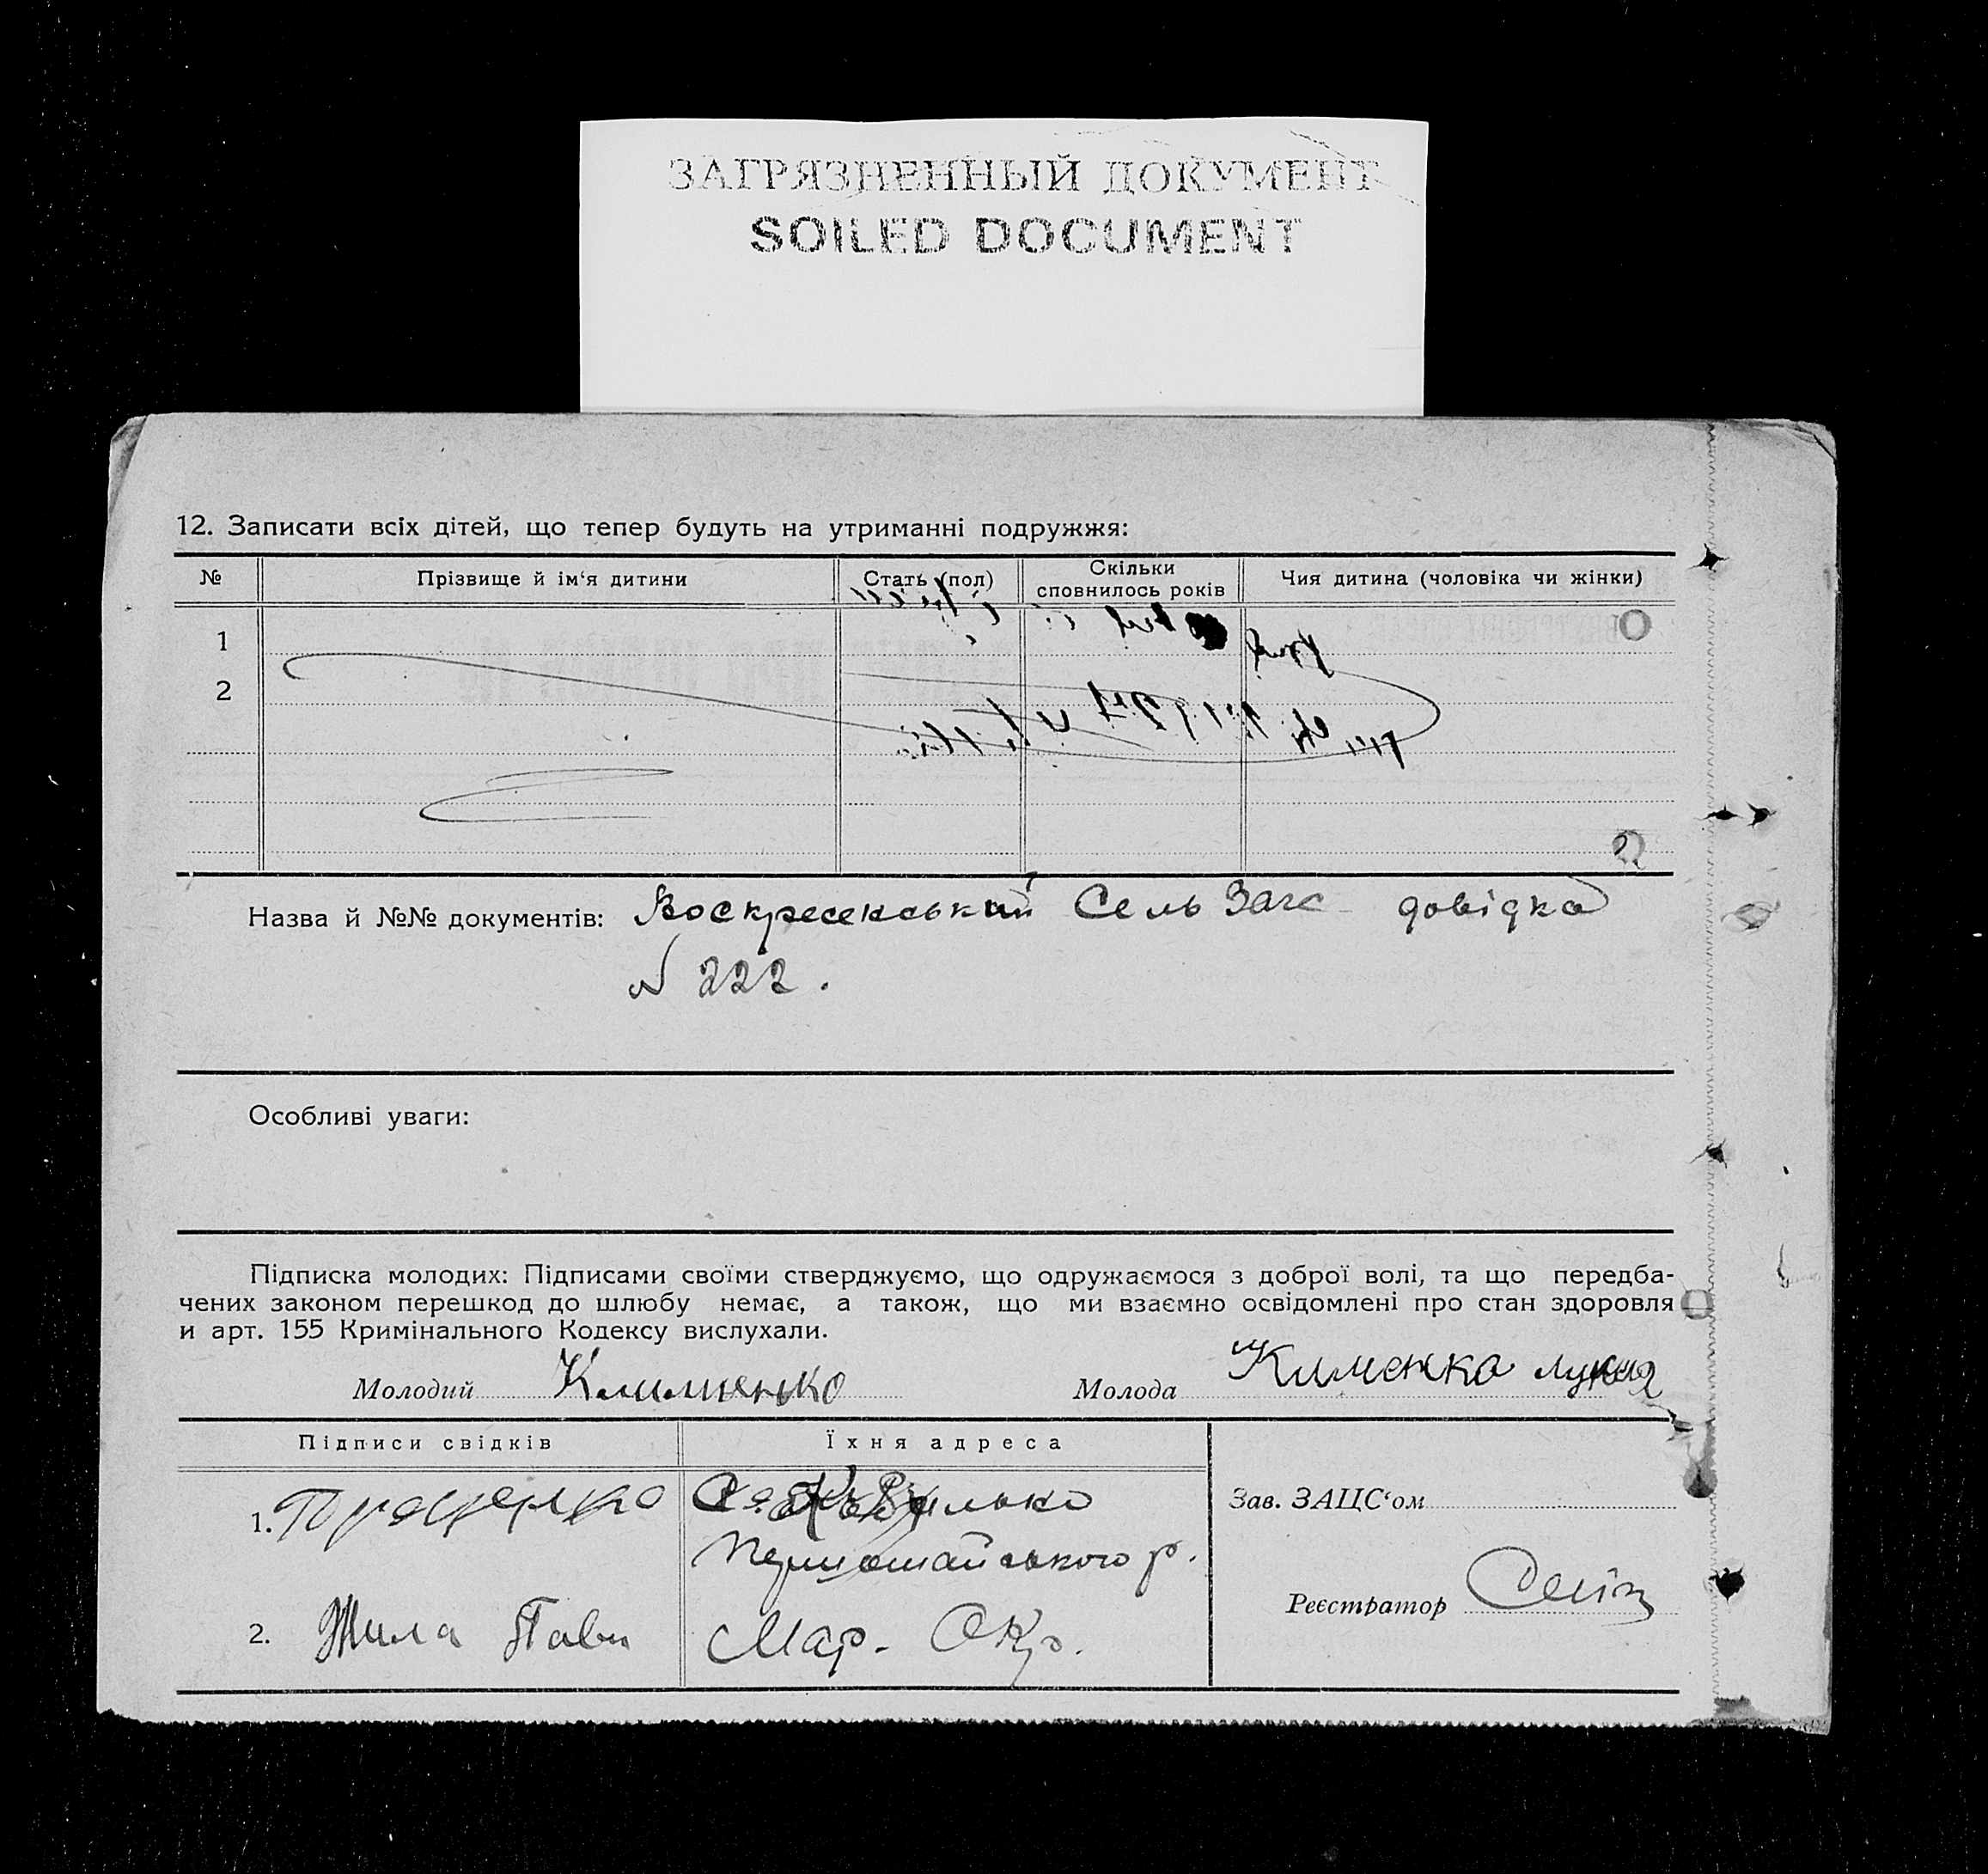 ЗАГРЯЗНЕННЫЙ ДОКУМЕНТ
SOILED DOCUMENT
12. Записати всіх дітей, що тепер будуть на утриманні подружжя:
№ Прізвище й ім‘я дитини Стать (пол) Скільки сповнилось років Чия дитина (чоловіка чи жінки)
1
2
Назва й №№ документів: Воскресенський Сель Загс довідка
N 222.
Особливі уваги:
Підписка молодих: Підписами своїми стверджуємо, що одружаємося з доброї волі, та що передба-
чених законом перешкод до шлюбу немає, а також, що ми взаємно освідомлені про стан здоровля
и арт. 155 Кримінального Кодексу вислухали.
Молодий Клименко Молода Клименко Лукия
Підписи свідків Їхня адреса
1. Проценко
Зав. ЗАЦС‘ом
Першомайського р.
Реєстратор
2. Жила Мар. Окр.